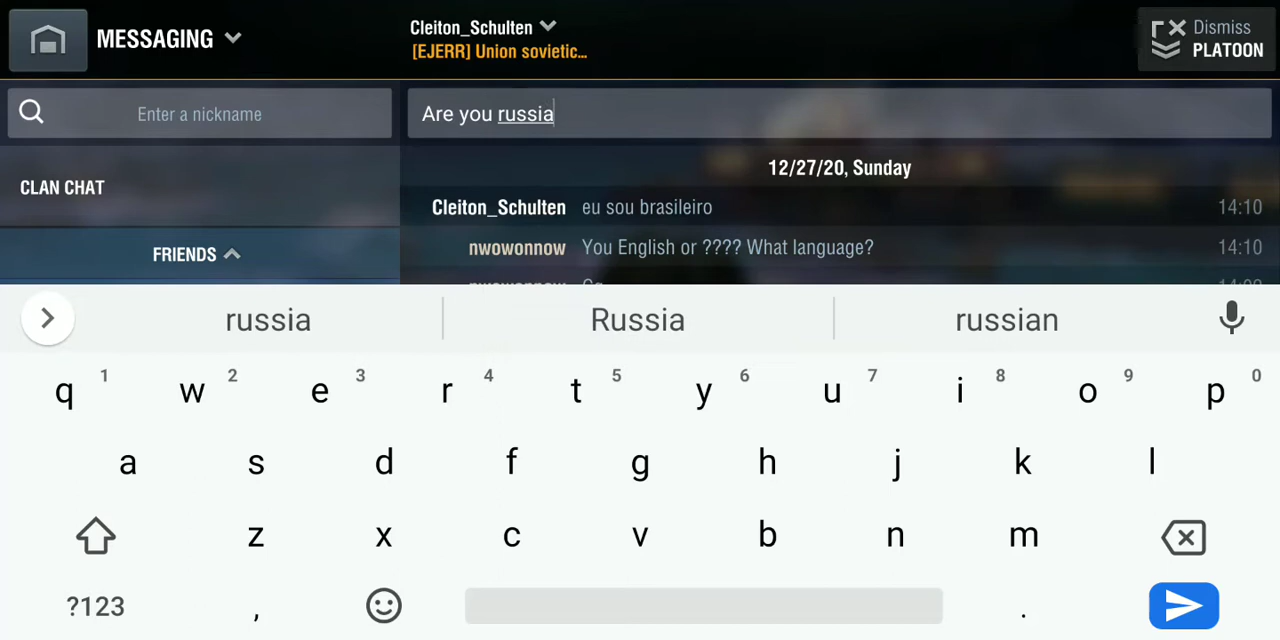 MESSAGING
Cleiton_Schulten
[EJERR] Union sovietic...
Dismiss
PLATOON
Enter a nickname
Are you russia
CLAN CHAT
FRIENDS
12/27/20, Sunday
Cleiton_Schulten eu sou brasileiro 14:10
nwowonnow You English or ???? What language? 14:10
russia Russia russian
q 1 w 2 e 3 r 4 t 5 y 6 u 7 i 8 o 9 p 0
a s d f g h j k l
z x c v b n m
?123 , .